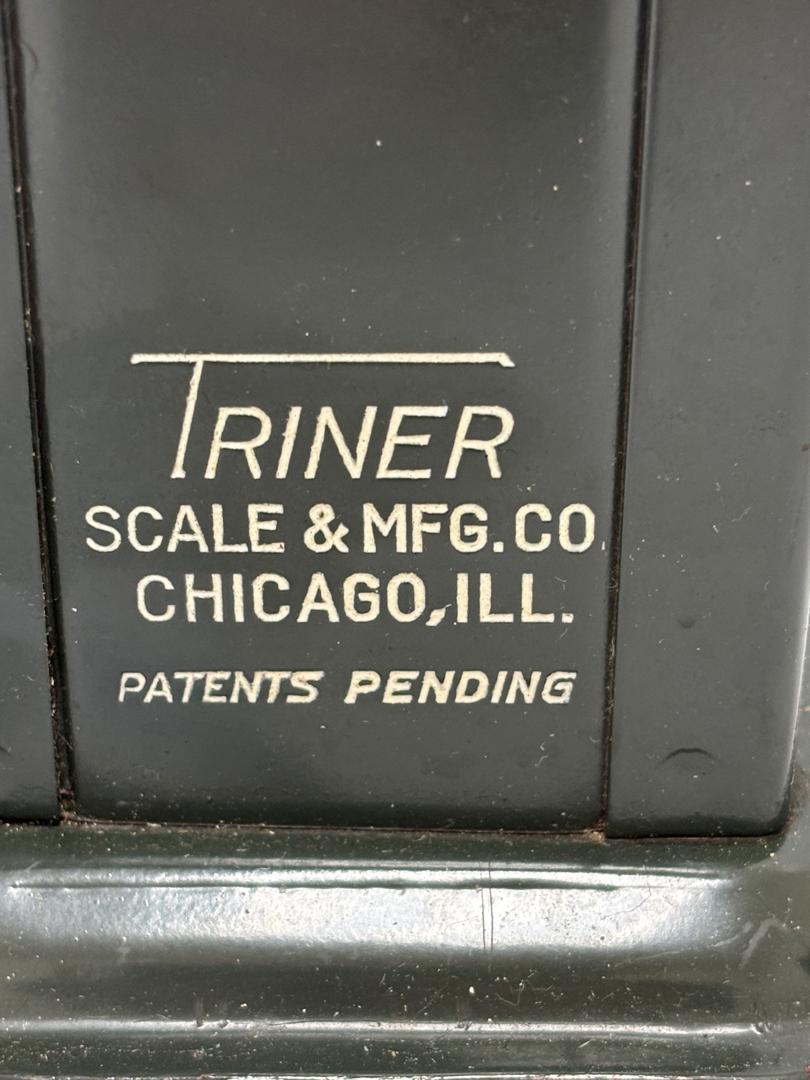 TRINER
SCALE & MFG. CO.
CHICAGO, ILL.
PATENTS PENDING